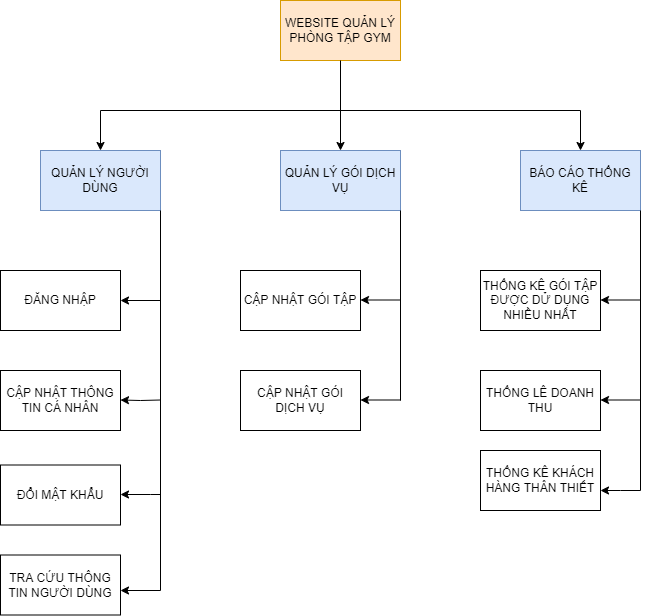 WEBSITE QUẢN LÝ
PHÒNG TẬP GYM
QUẢN LÝ NGƯỜI
DÙNG
QUẢN LÝ GÓI DỊCH
VỤ
BÁO CÁO THỐNG
KÊ
ĐĂNG NHẬP
CẬP NHẬT GÓI TẬP
THỐNG KÊ GÓI TẬP
ĐƯỢC DỬ DỤNG
NHIỀU NHẤT
CẬP NHẬT THÔNG
TIN CÁ NHÂN
CẬP NHẬT GÓI
DỊCH VỤ
THỐNG LÊ DOANH
THU
ĐỔI MẬT KHẨU
THỐNG KÊ KHÁCH
HÀNG THÂN THIẾT
TRA CỨU THÔNG
TIN NGƯỜI DÙNG